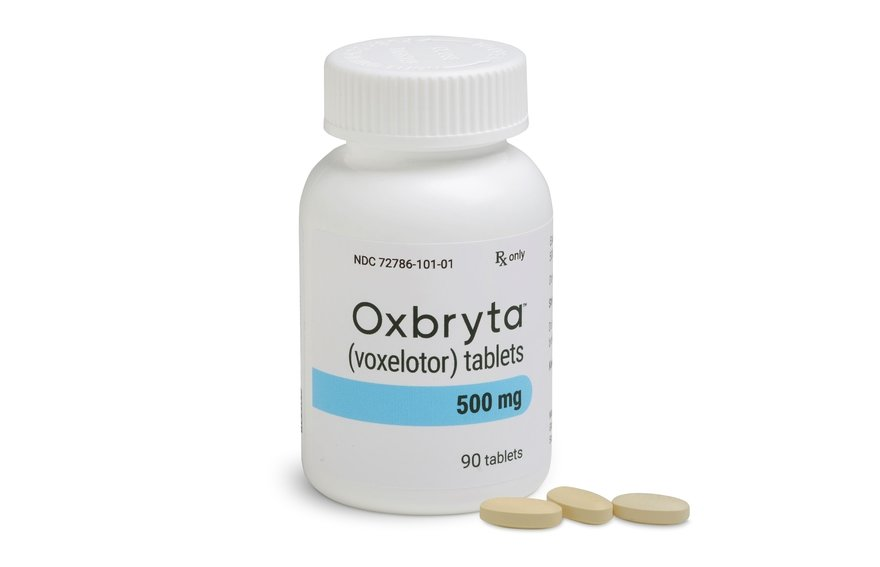 NDC 72786-101-01
Rx only
Oxbryta™
(voxelotor) tablets
500 mg
90 tablets